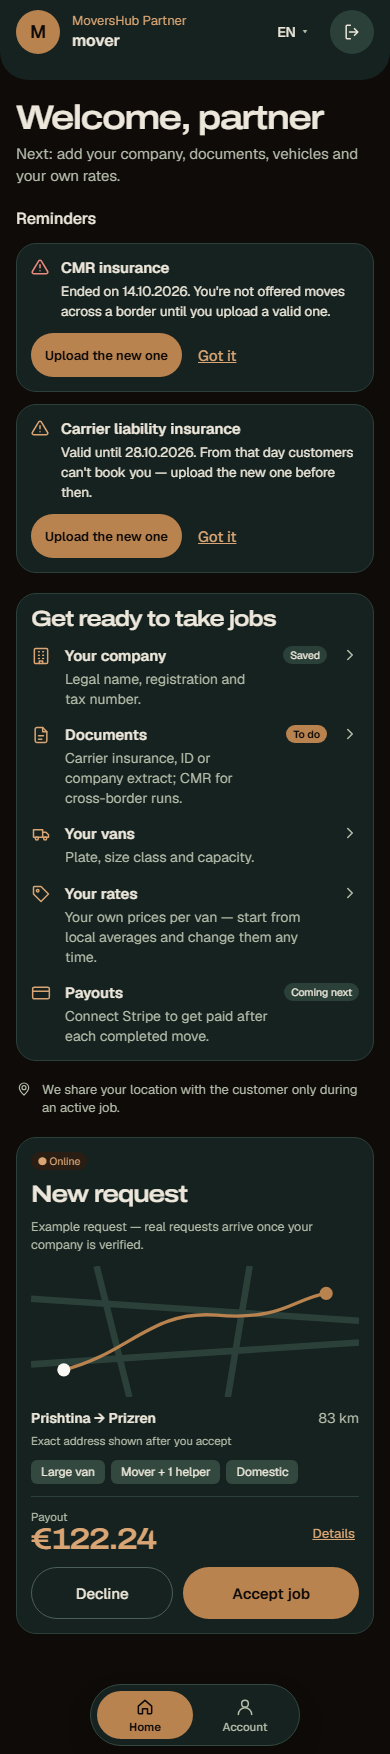 M
MoversHub Partner
mover
EN
Welcome, partner
Next: add your company, documents, vehicles and
your own rates.
Reminders
CMR insurance
Ended on 14.10.2026. You're not offered moves
across a border until you upload a valid one.
Upload the new one
Got it
Carrier liability insurance
Valid until 28.10.2026. From that day customers
can't book you — upload the new one before
then.
Upload the new one
Got it
Get ready to take jobs
Your company
Saved
Legal name, registration and
tax number.
Documents
To do
Carrier insurance, ID or
company extract; CMR for
cross-border runs.
Your vans
Plate, size class and capacity.
Your rates
Your own prices per van — start from
local averages and change them any
time.
Payouts
Coming next
Connect Stripe to get paid after
each completed move.
We share your location with the customer only during
an active job.
Online
New request
Example request — real requests arrive once your
company is verified.
Prishtina → Prizren
83 km
Exact address shown after you accept
Large van
Mover + 1 helper
Domestic
Payout
€122.24
Details
Decline
Accept job
Home
Account